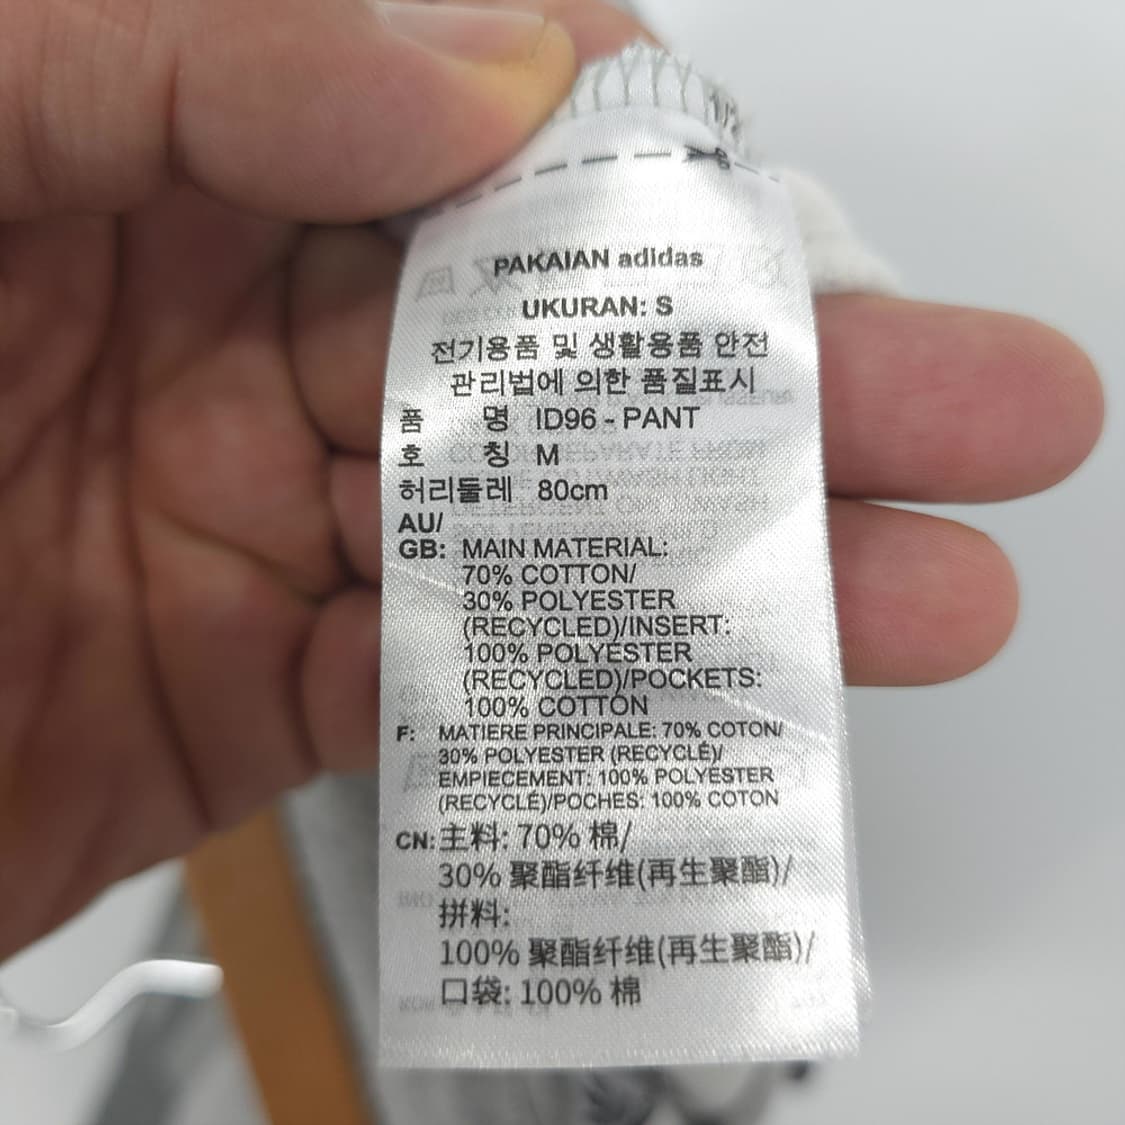 PAKAIAN adidas
UKURAN: S
전기용품 및 생활용품 안전
관리법에 의한 품질표시
품 명 ID96 - PANT
호 칭 M
허리둘레 80cm
AU/
GB: MAIN MATERIAL:
70% COTTON/
30% POLYESTER
(RECYCLED)/INSERT:
100% POLYESTER
(RECYCLED)/POCKETS:
100% COTTON
F: MATIERE PRINCIPALE: 70% COTON/
30% POLYESTER (RECYCLÉ)/
EMPIECEMENT: 100% POLYESTER
(RECYCLÉ)/POCHES: 100% COTON
CN: 主料: 70% 棉/
30% 聚酯纤维(再生聚酯)/
拼料:
100% 聚酯纤维(再生聚酯)/
口袋: 100% 棉